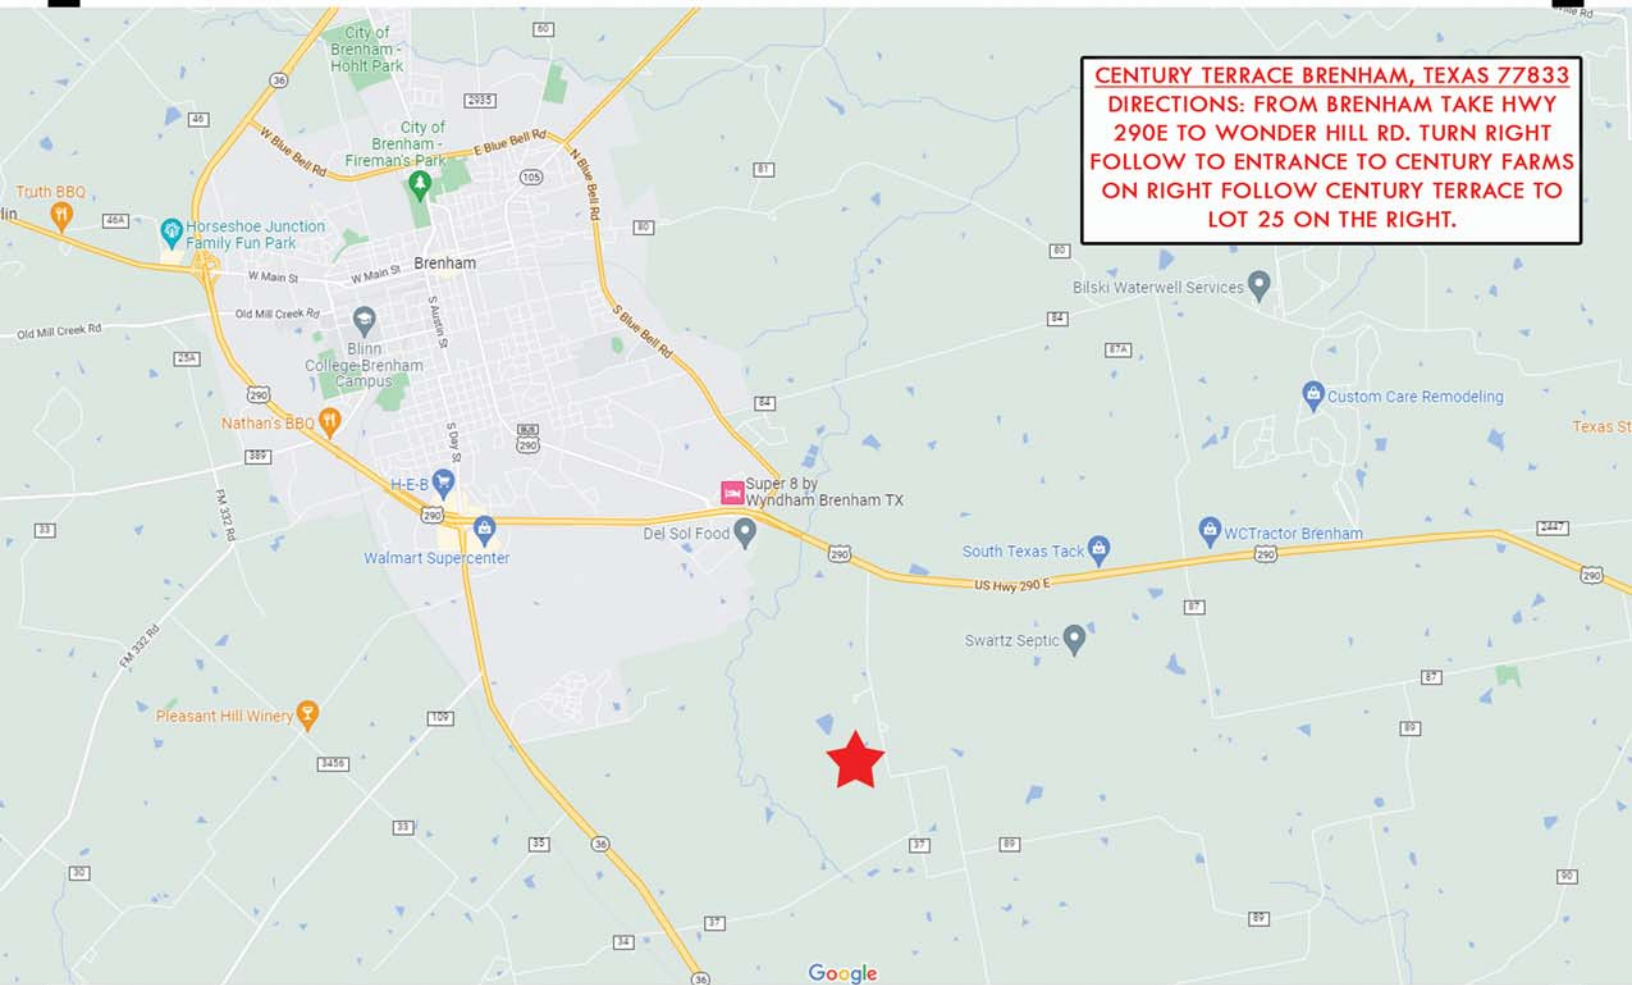 ville Rd
CENTURY TERRACE BRENHAM, TEXAS 77833
DIRECTIONS: FROM BRENHAM TAKE HWY
290E TO WONDER HILL RD. TURN RIGHT
FOLLOW TO ENTRANCE TO CENTURY FARMS
ON RIGHT FOLLOW CENTURY TERRACE TO
LOT 25 ON THE RIGHT.
City of
Brenham -
Hohlt Park
60
36
2935
46
W Blue Bell Rd
City of
Brenham -
Fireman's Park
E Blue Bell Rd
105
N Blue Bell Rd
81
Truth BBQ
lin
46A
Horseshoe Junction
Family Fun Park
80
80
Brenham
W Main St
W Main St
Bilski Waterwell Services
Old Mill Creek Rd
Old Mill Creek Rd
S Austin St
S Blue Bell Rd
84
25A
Blinn
College-Brenham
Campus
87A
290
84
Custom Care Remodeling
Nathan's BBQ
Texas St
S Day St
BUS
290
389
H-E-B
Super 8 by
Wyndham Brenham TX
FM 332 Rd
290
33
Walmart Supercenter
Del Sol Food
290
South Texas Tack
WCTractor Brenham
290
2447
US Hwy 290 E
290
87
FM 332 Rd
Swartz Septic
87
Pleasant Hill Winery
109
89
3456
33
35
36
37
89
30
90
37
34
89
Google
36